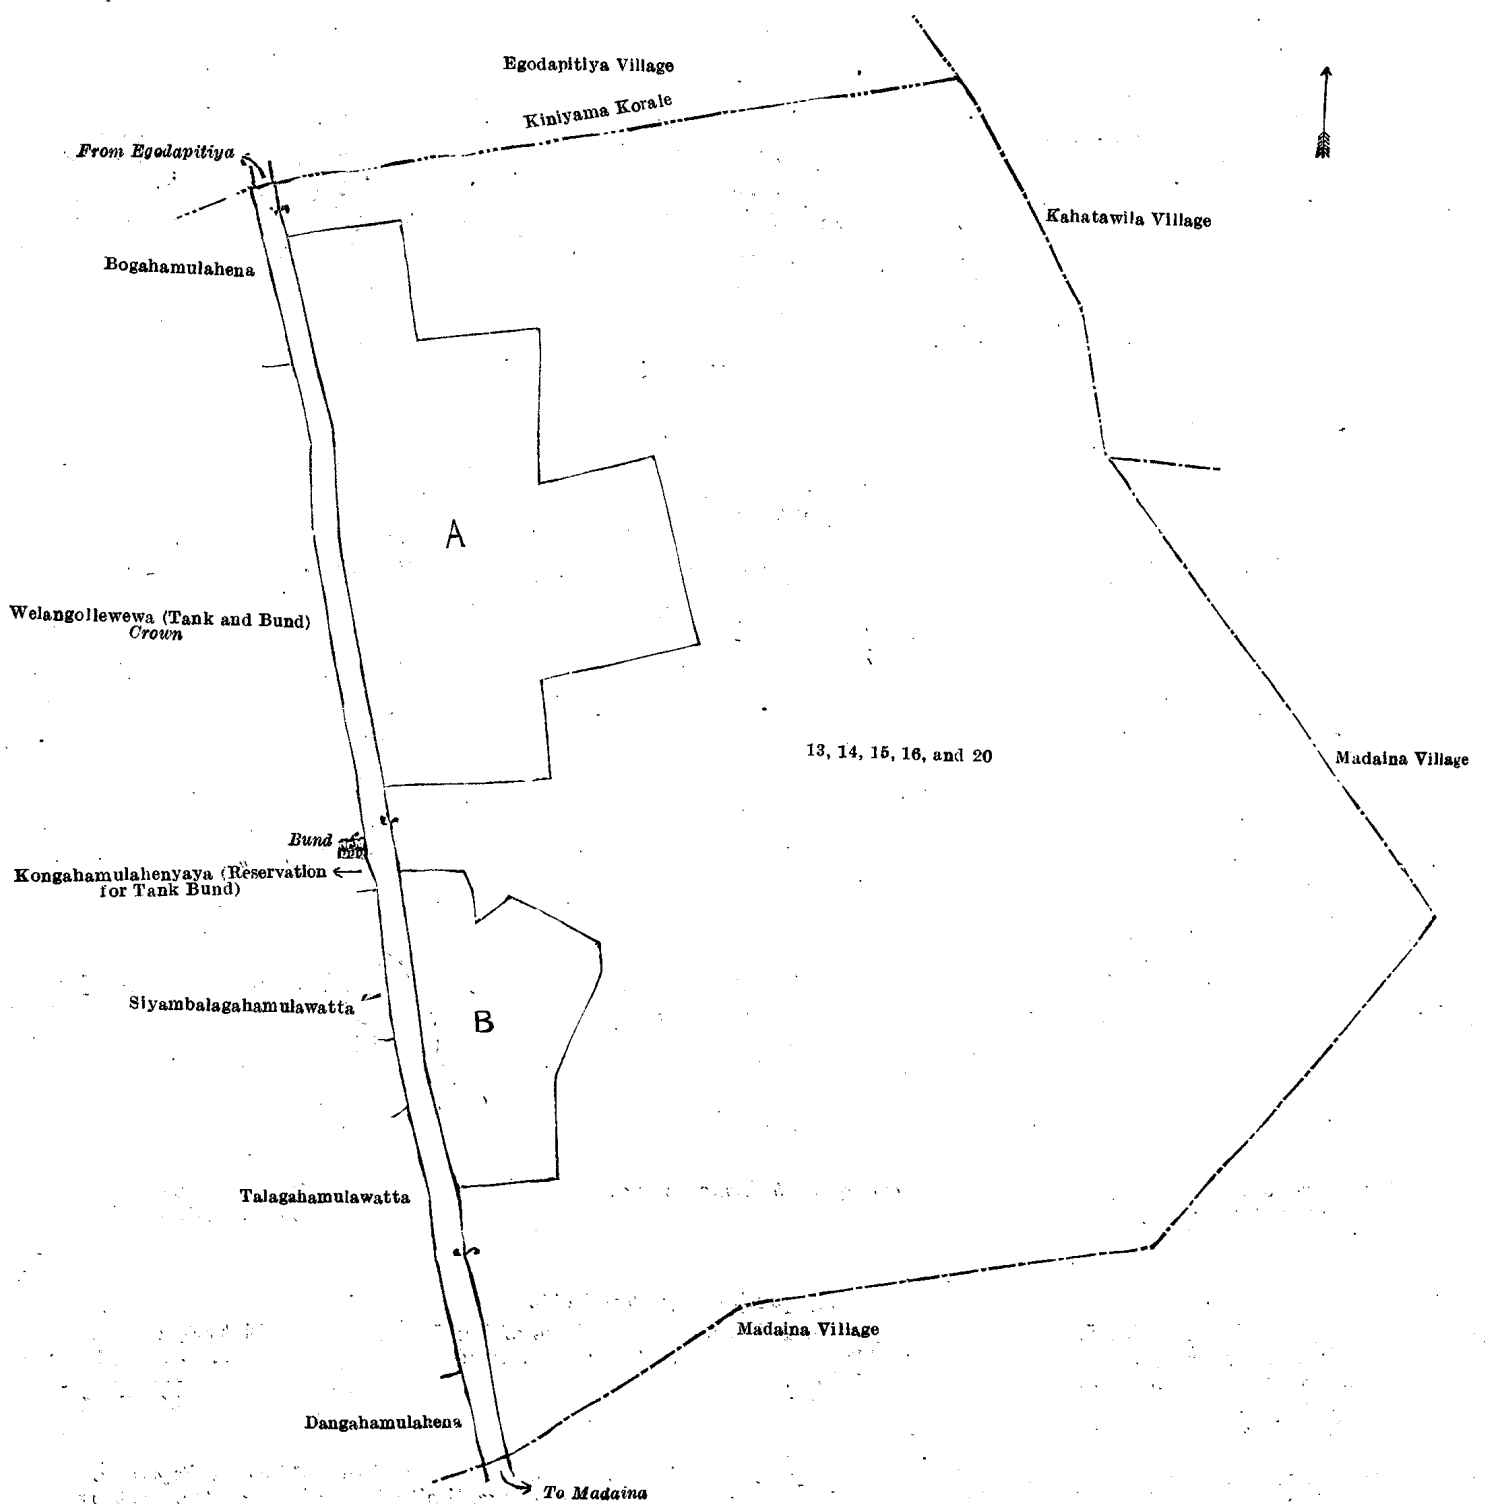 Egodapitiya Village
Kiniyama Korale
From Egodapitiya
Kahatawila Village
Bogahamulahena
A
Welangollewewa (Tank and Bund)
Crown
13, 14, 15, 16, and 20
Madaina Village
Bund
Kongahamulahenyaya (Reservation
for Tank Bund)
Siyambalagahamulawatta
B
Talagahamulawatta
Madaina Village
Dangahamulahena
To Madaina